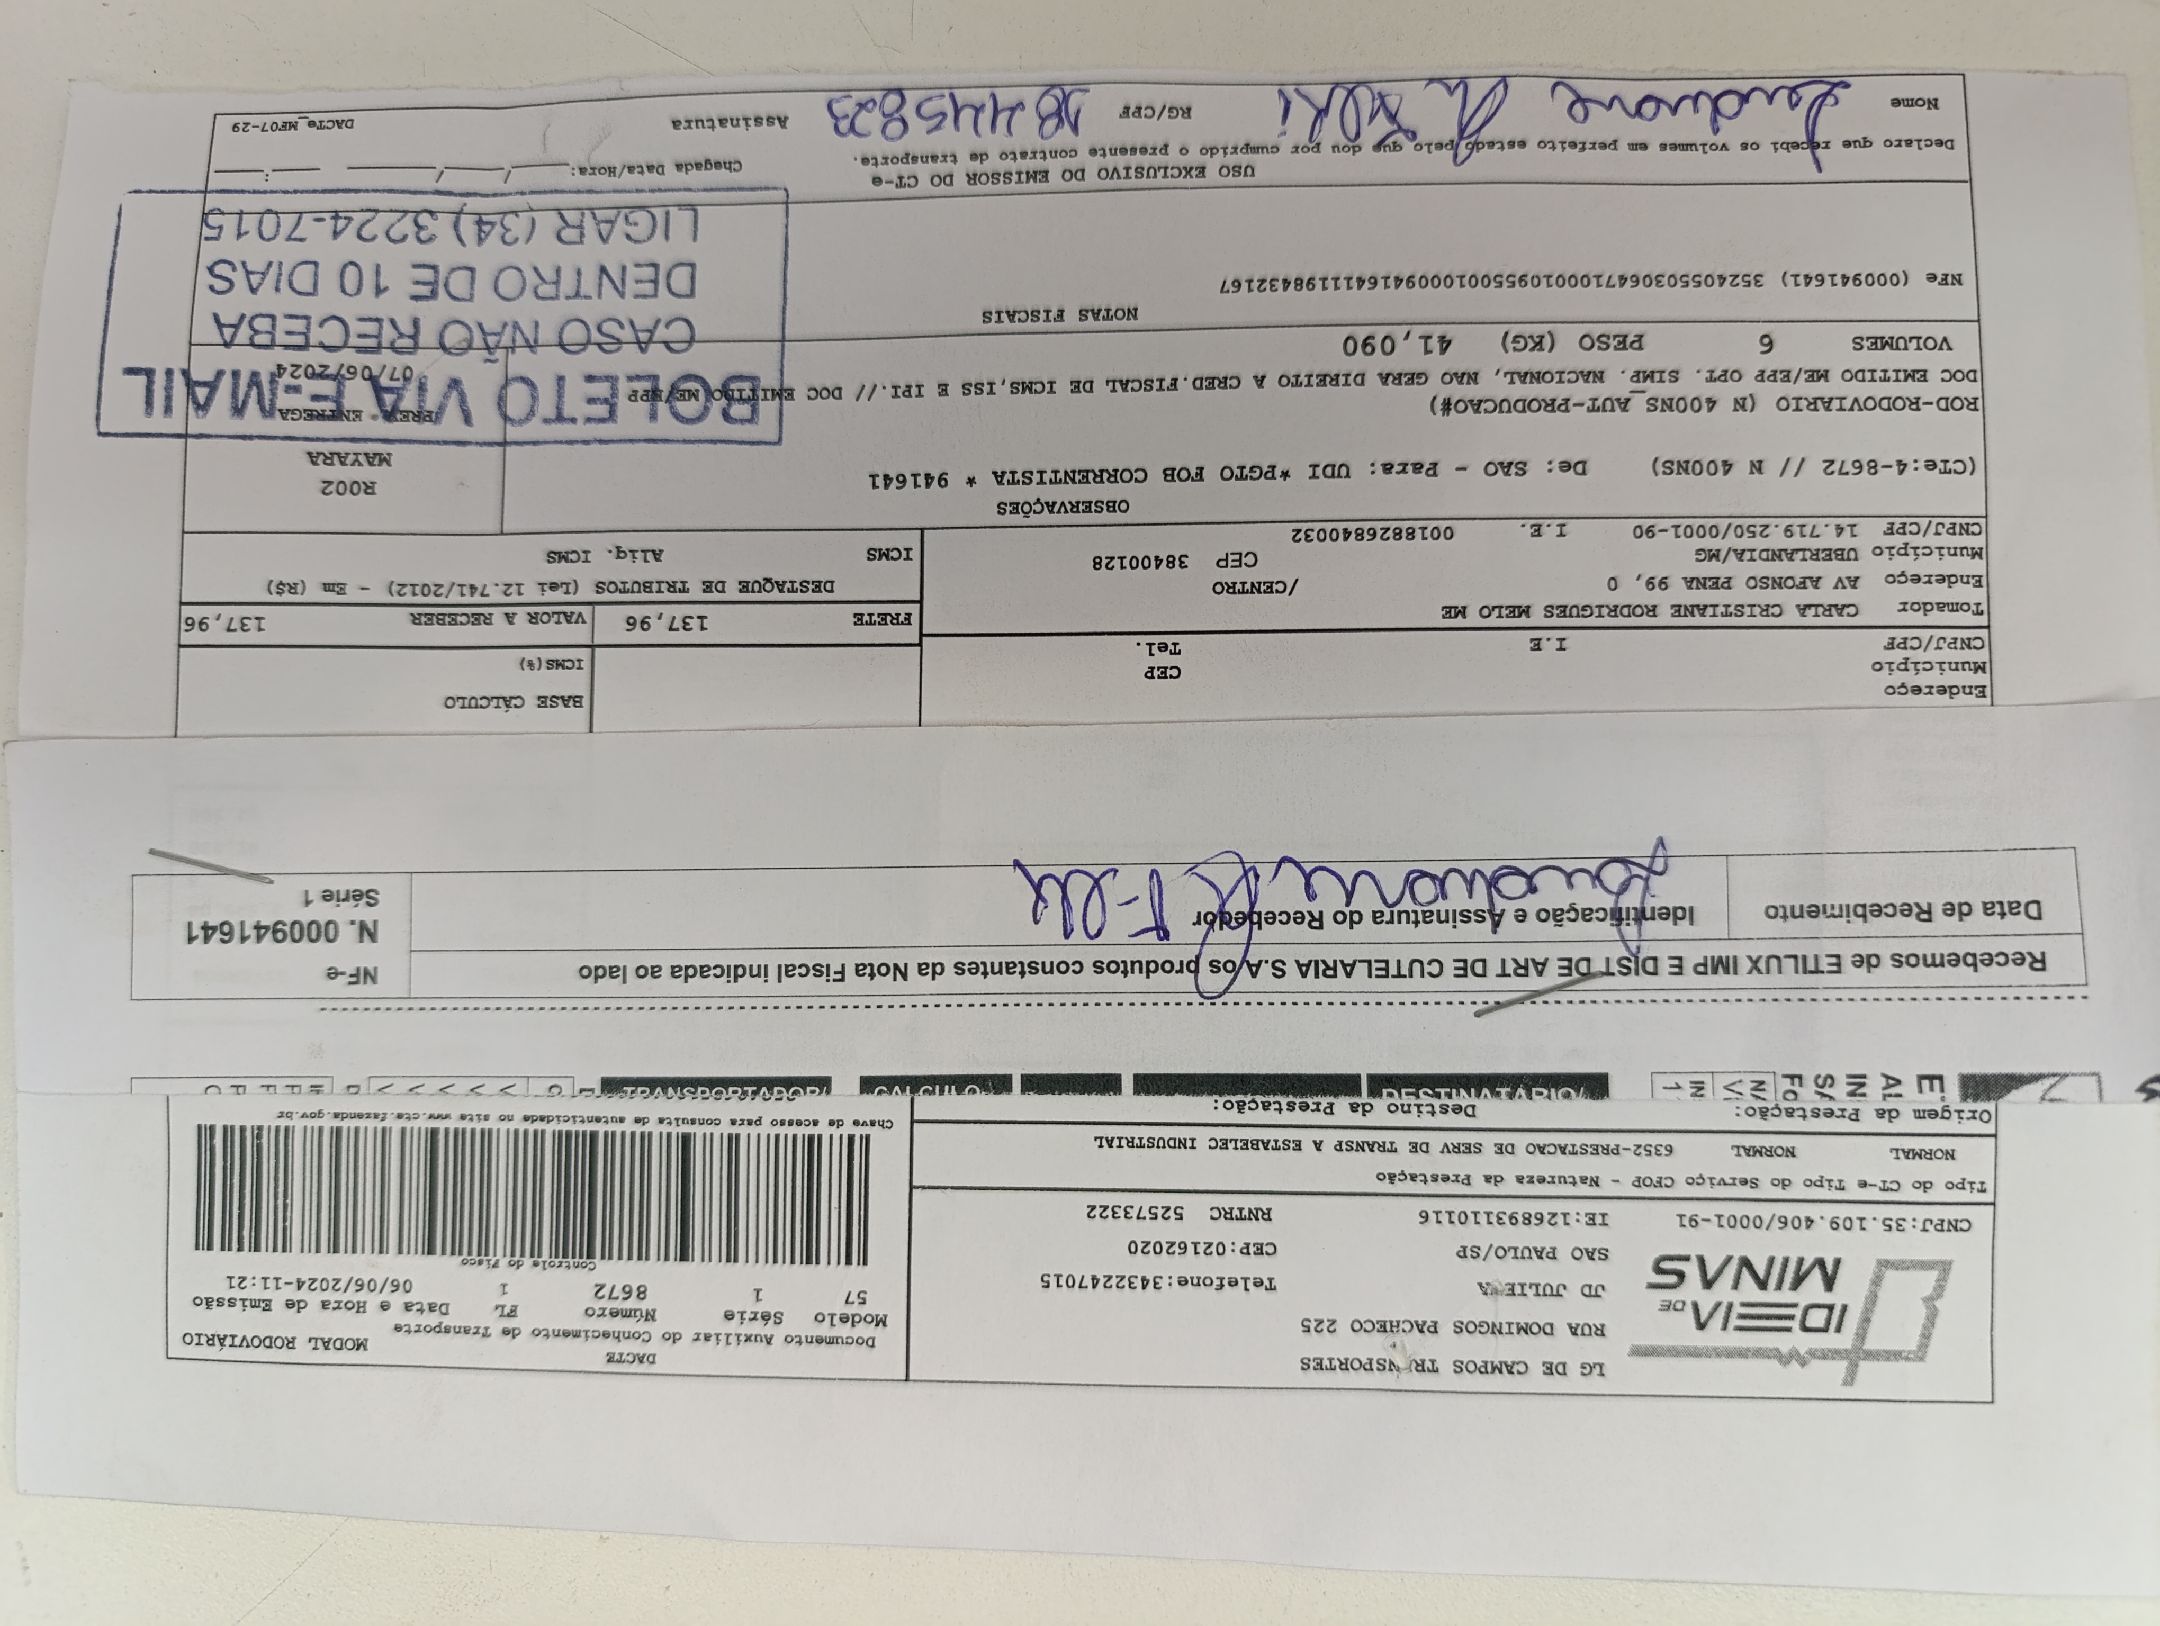 IDEIA DE
MINAS
LG DE CAMPOS TRANSPORTES
RUA DOMINGOS PACHECO 225
JD JULIETA Telefone:3432247015
SAO PAULO/SP CEP:02162020
CNPJ:35.109.406/0001-91 IE:126893110116 RNTRC 52573322
DACTE
Documento Auxiliar do Conhecimento de Transporte
MODAL RODOVIÁRIO
Modelo Série Número FL Data e Hora de Emissão
57 1 8672 1 06/06/2024-11:21
Controle do Fisco
Chave de acesso para consulta de autenticidade no site www.cte.fazenda.gov.br
Tipo do CT-e Tipo do Serviço CFOP - Natureza da Prestação
NORMAL NORMAL 6352-PRESTACAO DE SERV DE TRANSP A ESTABELEC INDUSTRIAL
Origem da Prestação: Destino da Prestação:
DESTINATÁRIO/
CALCULO
TRANSPORTADOR/
Recebemos de ETILUX IMP E DIST DE ART DE CUTELARIA S.A os produtos constantes da Nota Fiscal indicada ao lado
NF-e
N. 000941641
Série 1
Data de Recebimento
Identificação e Assinatura do Recebedor
Endereço
Município CEP
CNPJ/CPF I.E Tel.
BASE CÁLCULO
ICMS(%)
Tomador CARLA CRISTIANE RODRIGUES MELO ME
Endereço AV AFONSO PENA 99, 0 /CENTRO
Município UBERLANDIA/MG CEP 38400128
CNPJ/CPF 14.719.250/0001-90 I.E. 0018826840032
FRETE 137,96 VALOR A RECEBER 137,96
DESTAQUE DE TRIBUTOS (Lei 12.741/2012) - Em (R$)
ICMS Aliq. ICMS
OBSERVAÇÕES
(CTe:4-8672 // N 400NS) De: SAO - Para: UDI *PGTO FOB CORRENTISTA * 941641
ROD-RODOVIARIO (N 400NS_AUT-PRODUCAO#)
DOC EMITIDO ME/EPP OPT. SIMP. NACIONAL, NAO GERA DIREITO A CRED.FISCAL DE ICMS,ISS E IPI.// DOC EMITIDO ME/EPP
R002
MAYARA
PREV. ENTREGA
07/06/2024
VOLUMES 6 PESO (KG) 41,090
NOTAS FISCAIS
NFe (000941641) 35240550306471000109550010009416411119843 2167
BOLETO VIA E-MAIL
CASO NÃO RECEBA
DENTRO DE 10 DIAS
LIGAR (34) 3224-7015
USO EXCLUSIVO DO EMISSOR DO CT-e
Declaro que recebi os volumes em perfeito estado pelo que dou por cumprido o presente contrato de transporte.
Chegada Data/Hora: __/__/__ __:__
Nome RG/CPF 18445823 Assinatura
DACTe_MF07-29